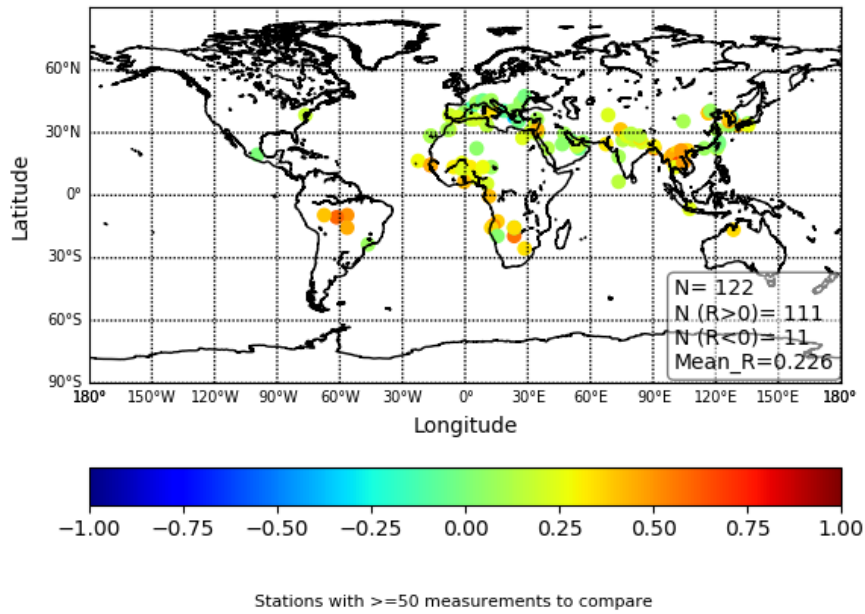 60°N
30°N
0°
30°S
60°S
90°S
Latitude
N= 122
N (R>0)= 111
N (R<0)= 11
Mean_R=0.226
180° 150°W 120°W 90°W 60°W 30°W 0° 30°E 60°E 90°E 120°E 150°E 180°
Longitude
−1.00 −0.75 −0.50 −0.25 0.00 0.25 0.50 0.75 1.00
Stations with >=50 measurements to compare